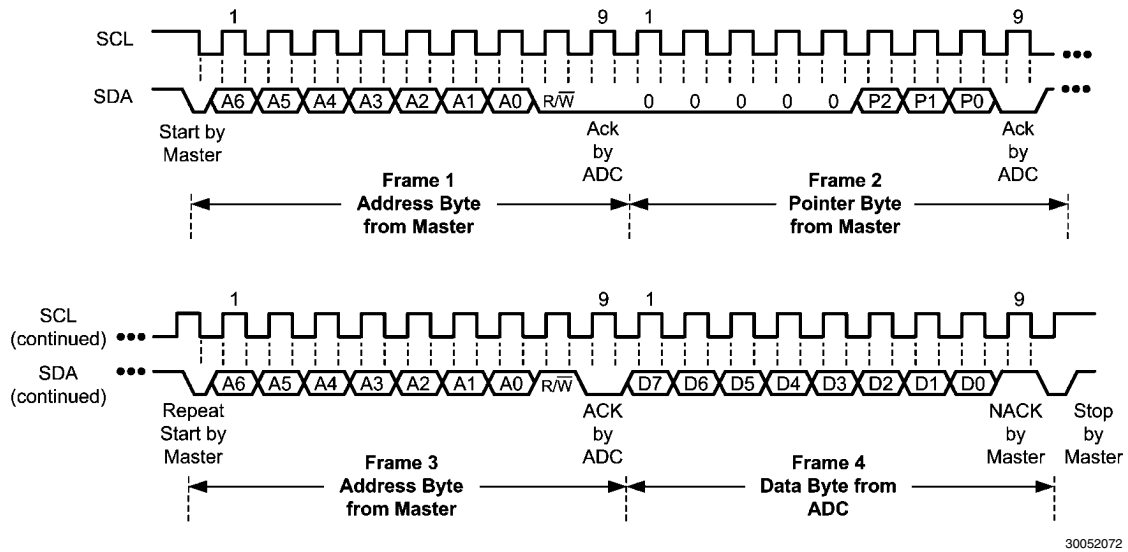 1 9 1 9
SCL
SDA A6 A5 A4 A3 A2 A1 A0 R/W̅ 0 0 0 0 0 P2 P1 P0
Start by
Master
Ack
by
ADC
Ack
by
ADC
Frame 1
Address Byte
from Master
Frame 2
Pointer Byte
from Master
1 9 1 9
SCL
(continued)
SDA
(continued)
A6 A5 A4 A3 A2 A1 A0 R/W̅ D7 D6 D5 D4 D3 D2 D1 D0
Repeat
Start by
Master
ACK
by
ADC
NACK
by
Master
Stop
by
Master
Frame 3
Address Byte
from Master
Frame 4
Data Byte from
ADC
30052072